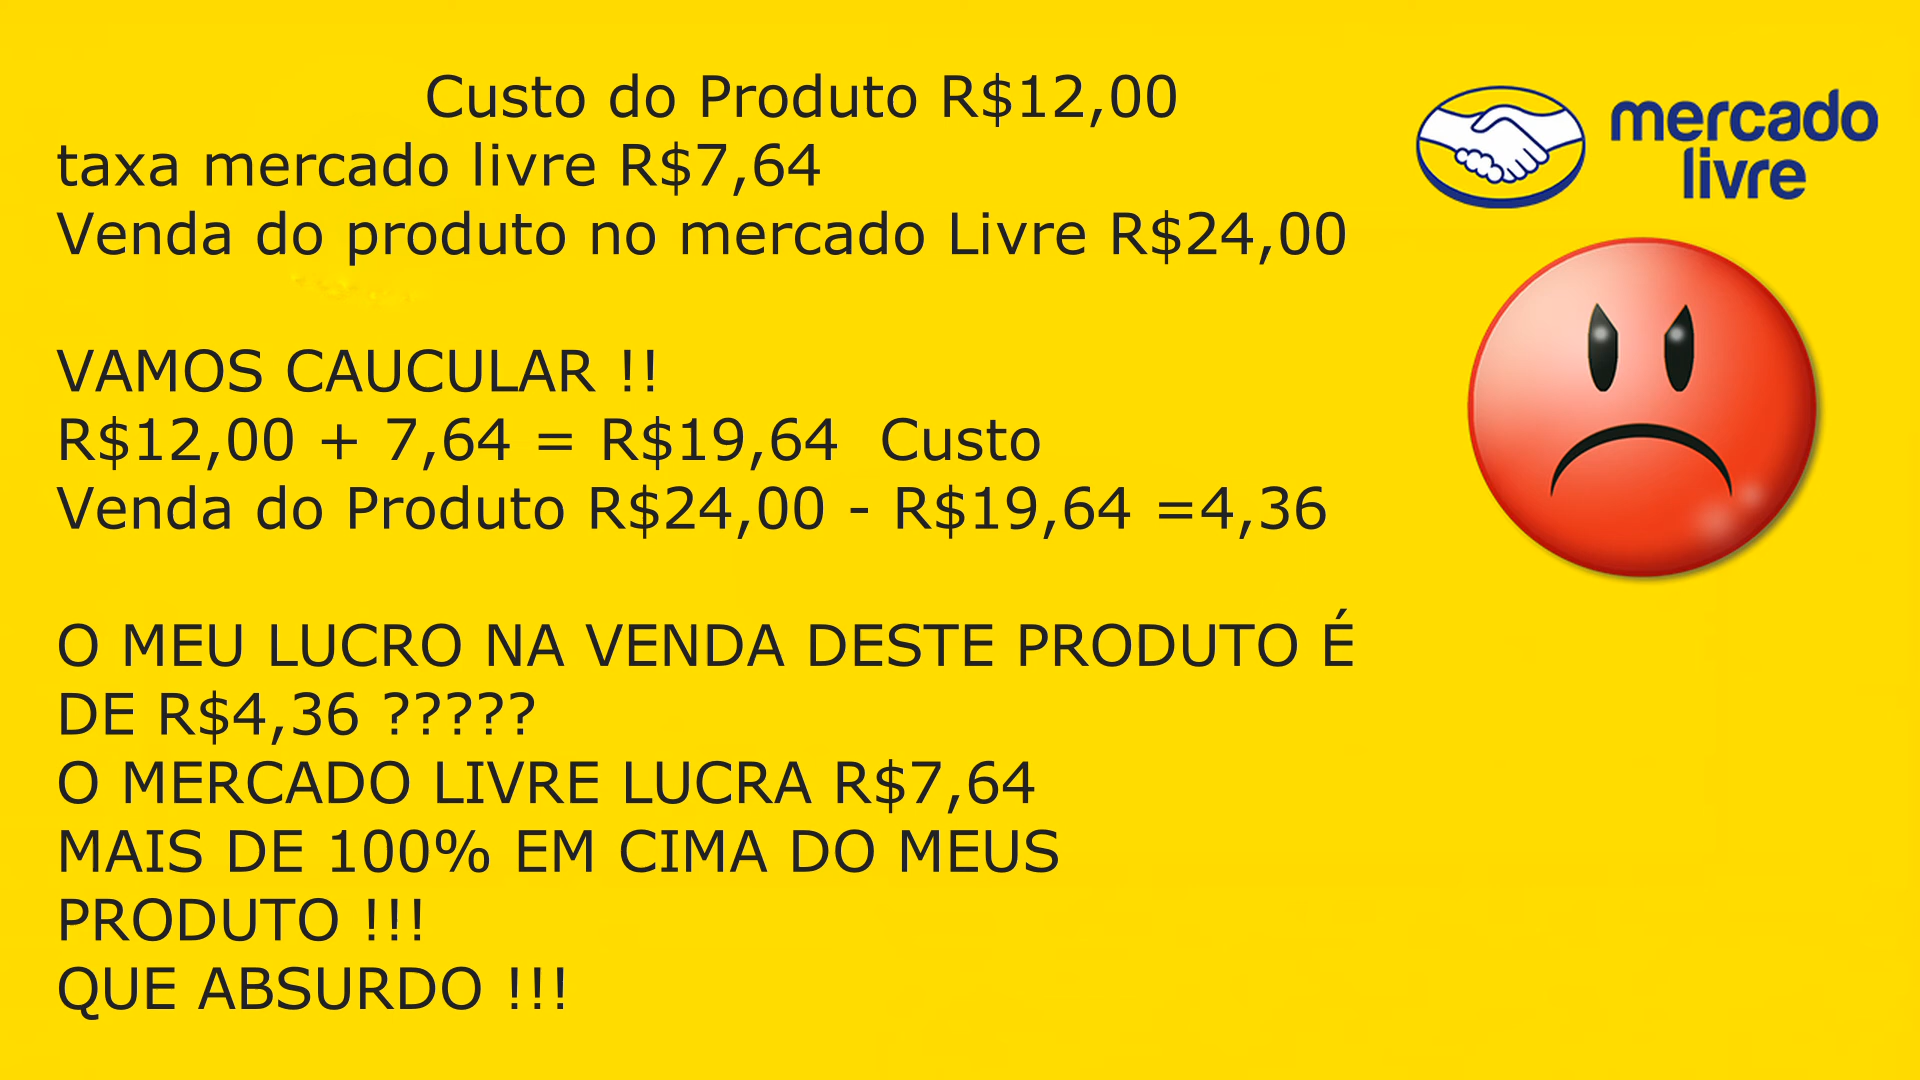 Custo do Produto R$12,00
taxa mercado livre R$7,64
Venda do produto no mercado Livre R$24,00
mercado
livre
VAMOS CAUCULAR !!
R$12,00 + 7,64 = R$19,64  Custo
Venda do Produto R$24,00 - R$19,64 =4,36
O MEU LUCRO NA VENDA DESTE PRODUTO É
DE R$4,36 ?????
O MERCADO LIVRE LUCRA R$7,64
MAIS DE 100% EM CIMA DO MEUS
PRODUTO !!!
QUE ABSURDO !!!